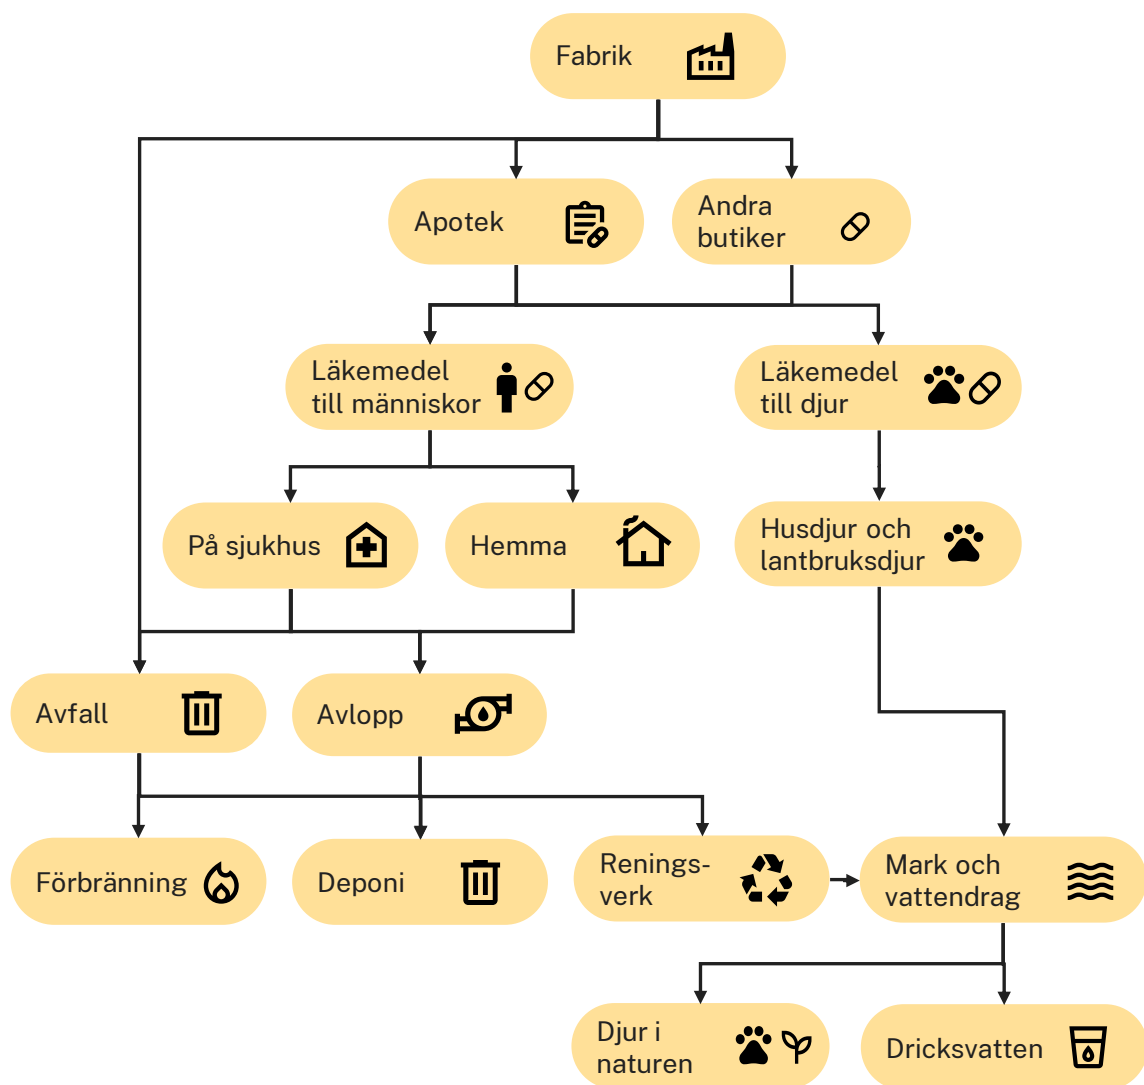 Fabrik
Apotek
Andra
butiker
Läkemedel
till människor
Läkemedel
till djur
På sjukhus
Hemma
Husdjur och
lantbruksdjur
Avfall
Avlopp
Förbränning
Deponi
Renings-
verk
Mark och
vattendrag
Djur i
naturen
Dricksvatten